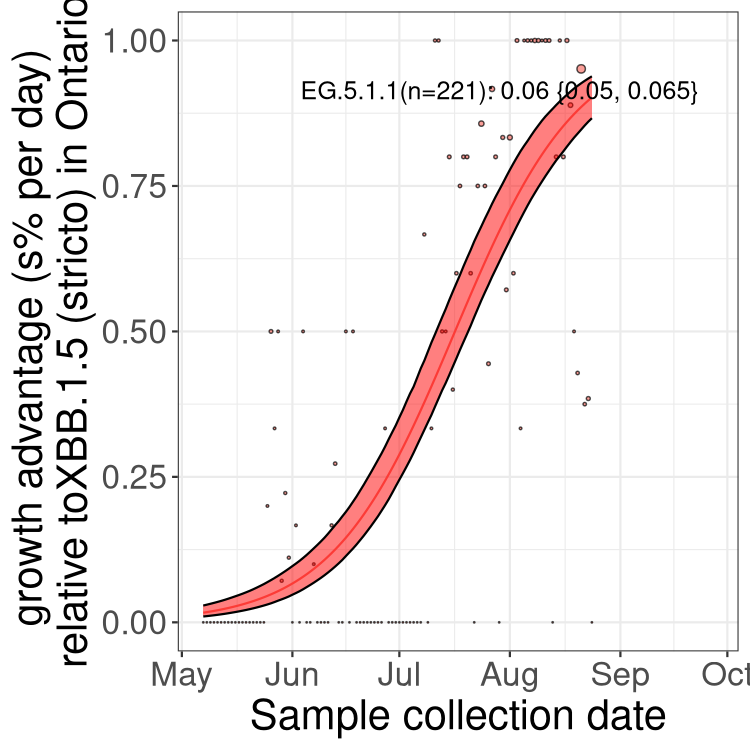 growth advantage (s% per day)
relative toXBB.1.5 (stricto) in Ontario
1.00
0.75
0.50
0.25
0.00
EG.5.1.1(n=221): 0.06 {0.05, 0.065}
May Jun Jul Aug Sep Oct
Sample collection date